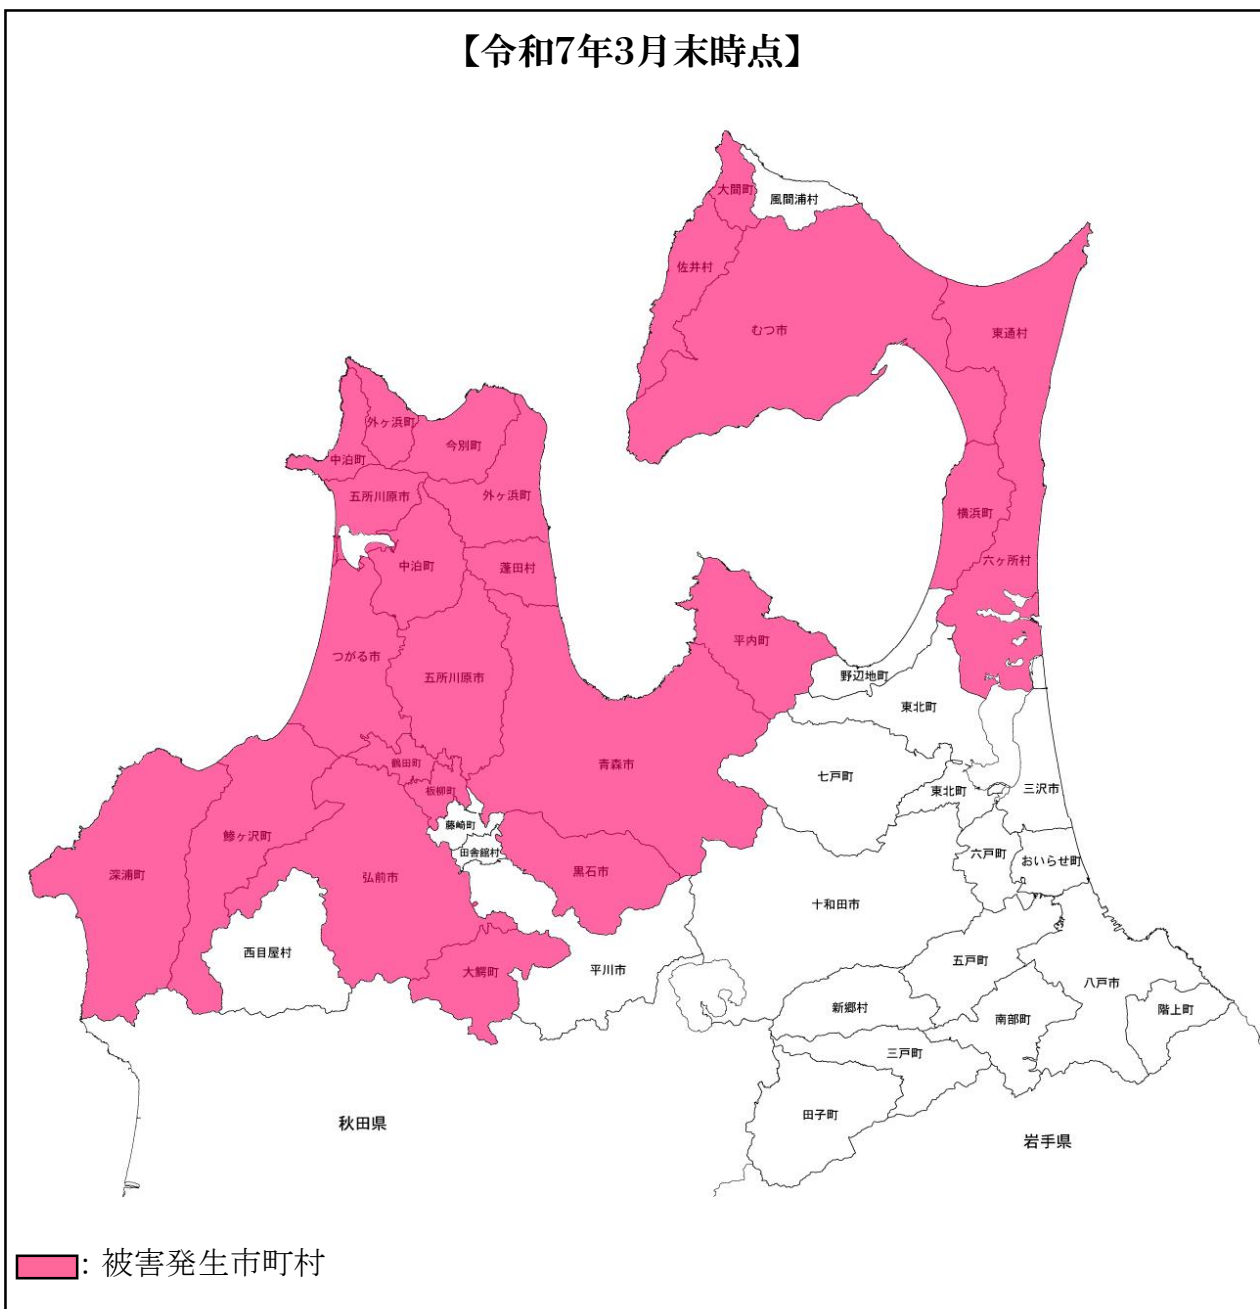 【令和7年3月末時点】
大間町
風間浦村
佐井村
むつ市
東通村
外ヶ浜町
今別町
中泊町
五所川原市
外ヶ浜町
横浜町
中泊町
蓬田村
六ヶ所村
平内町
つがる市
五所川原市
野辺地町
東北町
青森市
鶴田町
七戸町
板柳町
東北町
三沢市
藤崎町
鰺ヶ沢町
田舎館村
六戸町
おいらせ町
深浦町
弘前市
黒石市
十和田市
西目屋村
五戸町
大鰐町
平川市
八戸市
新郷村
階上町
南部町
三戸町
田子町
秋田県
岩手県
: 被害発生市町村